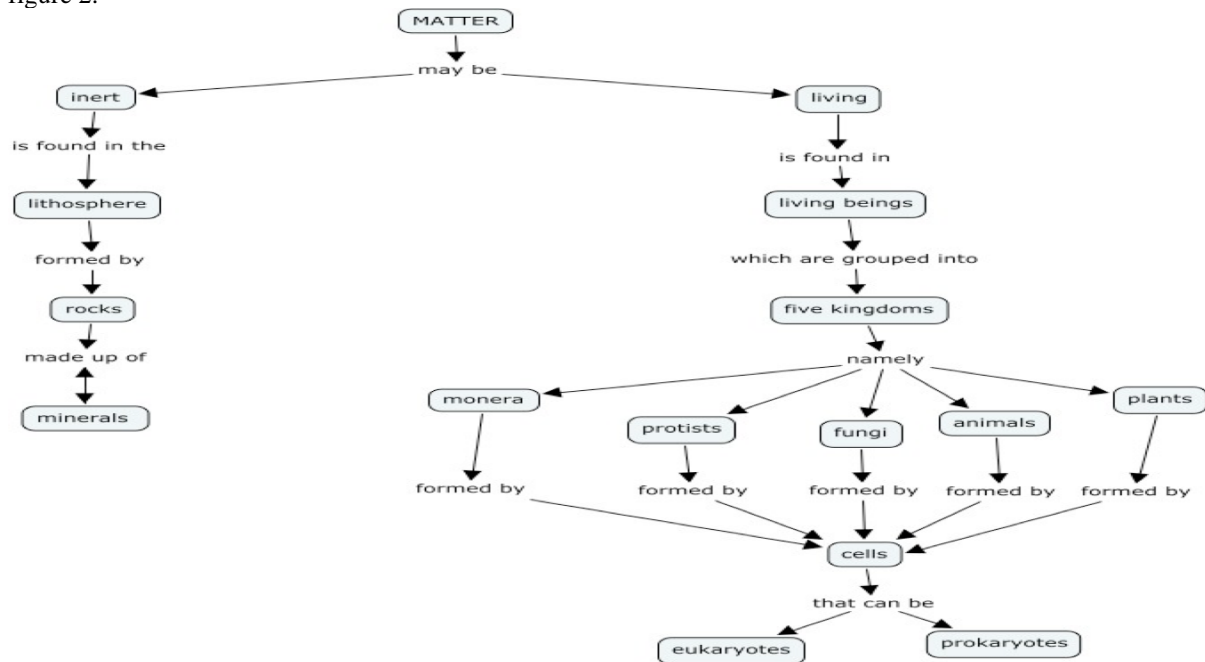 figure 2.
MATTER
may be
inert
living
is found in the
is found in
lithosphere
living beings
formed by
which are grouped into
rocks
five kingdoms
made up of
namely
minerals
monera
protists
fungi
animals
plants
formed by
formed by
formed by
formed by
formed by
cells
that can be
eukaryotes
prokaryotes